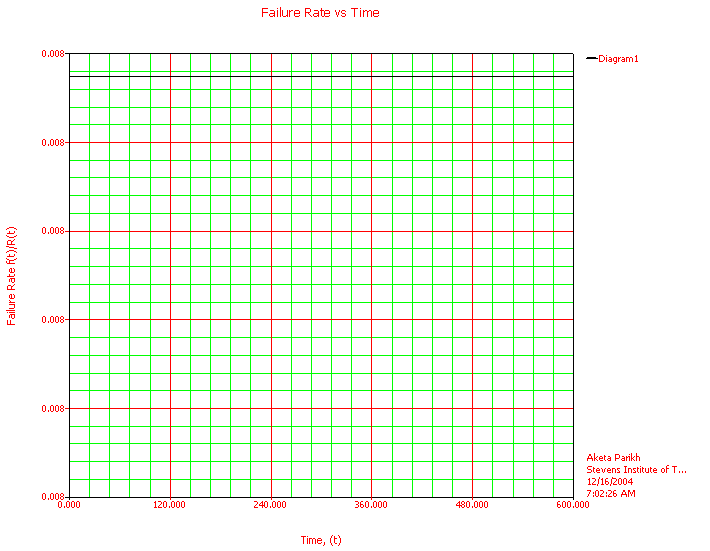 Failure Rate vs Time
0.008
Diagram1
0.008
0.008
0.008
0.008
0.008
Failure Rate f(t)/R(t)
0.000 120.000 240.000 360.000 480.000 600.000
Time, (t)
Aketa Parikh
Stevens Institute of T...
12/16/2004
7:02:26 AM